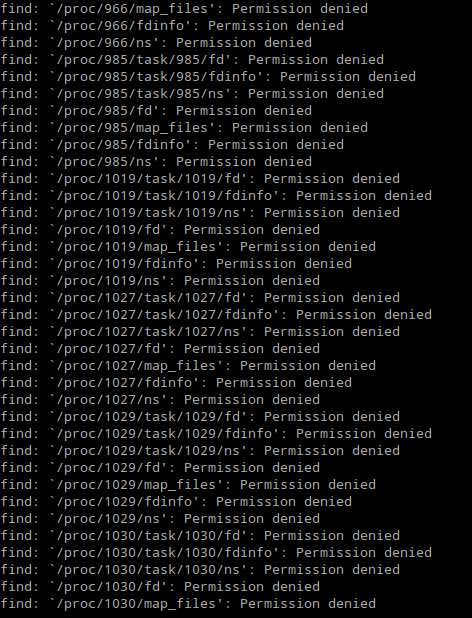 find: `/proc/966/map_files': Permission denied
find: `/proc/966/fdinfo': Permission denied
find: `/proc/966/ns': Permission denied
find: `/proc/985/task/985/fd': Permission denied
find: `/proc/985/task/985/fdinfo': Permission denied
find: `/proc/985/task/985/ns': Permission denied
find: `/proc/985/fd': Permission denied
find: `/proc/985/map_files': Permission denied
find: `/proc/985/fdinfo': Permission denied
find: `/proc/985/ns': Permission denied
find: `/proc/1019/task/1019/fd': Permission denied
find: `/proc/1019/task/1019/fdinfo': Permission denied
find: `/proc/1019/task/1019/ns': Permission denied
find: `/proc/1019/fd': Permission denied
find: `/proc/1019/map_files': Permission denied
find: `/proc/1019/fdinfo': Permission denied
find: `/proc/1019/ns': Permission denied
find: `/proc/1027/task/1027/fd': Permission denied
find: `/proc/1027/task/1027/fdinfo': Permission denied
find: `/proc/1027/task/1027/ns': Permission denied
find: `/proc/1027/fd': Permission denied
find: `/proc/1027/map_files': Permission denied
find: `/proc/1027/fdinfo': Permission denied
find: `/proc/1027/ns': Permission denied
find: `/proc/1029/task/1029/fd': Permission denied
find: `/proc/1029/task/1029/fdinfo': Permission denied
find: `/proc/1029/task/1029/ns': Permission denied
find: `/proc/1029/fd': Permission denied
find: `/proc/1029/map_files': Permission denied
find: `/proc/1029/fdinfo': Permission denied
find: `/proc/1029/ns': Permission denied
find: `/proc/1030/task/1030/fd': Permission denied
find: `/proc/1030/task/1030/fdinfo': Permission denied
find: `/proc/1030/task/1030/ns': Permission denied
find: `/proc/1030/fd': Permission denied
find: `/proc/1030/map_files': Permission denied